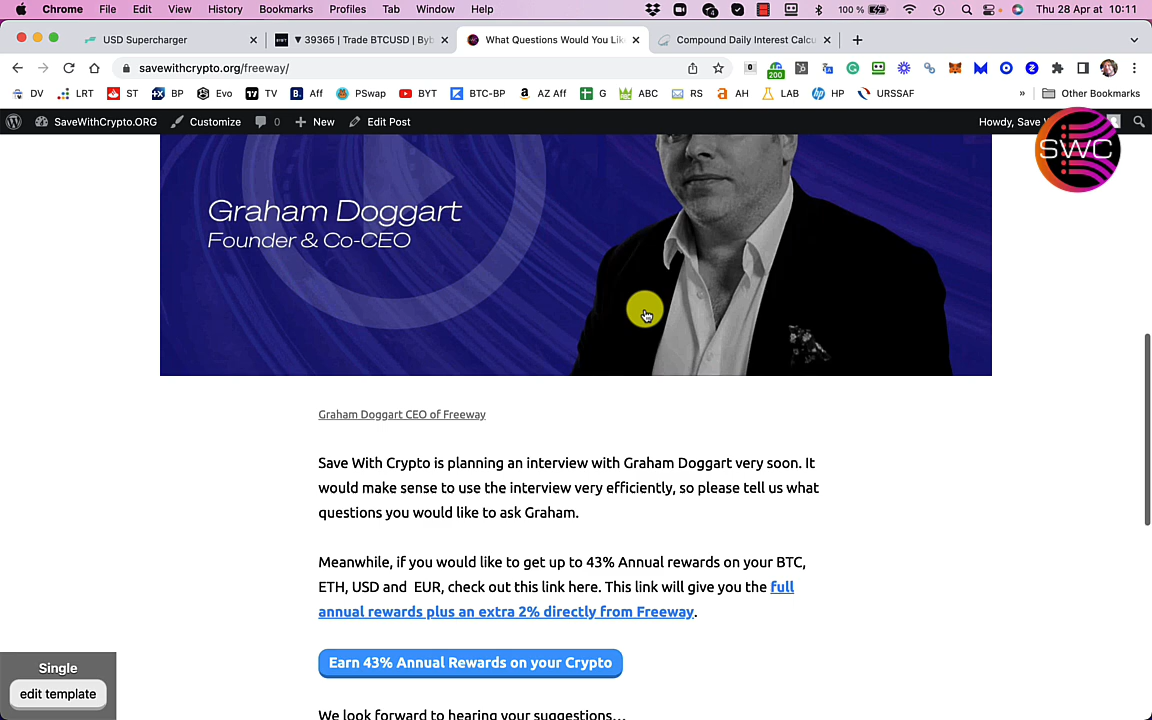 Chrome File Edit View History Bookmarks Profiles Tab Window Help
100 % Thu 28 Apr at 10:11
USD Supercharger
▼ 39365 | Trade BTCUSD | Byb
What Questions Would You Lik
Compound Daily Interest Calcu
savewithcrypto.org/freeway/
200
DV LRT ST BP Evo TV Aff PSwap BYT BTC-BP AZ Aff G ABC RS AH LAB HP URSSAF » Other Bookmarks
SaveWithCrypto.ORG Customize 0 New Edit Post Howdy, Save
SWC
Graham Doggart
Founder & Co-CEO
Graham Doggart CEO of Freeway
Save With Crypto is planning an interview with Graham Doggart very soon. It
would make sense to use the interview very efficiently, so please tell us what
questions you would like to ask Graham.
Meanwhile, if you would like to get up to 43% Annual rewards on your BTC,
ETH, USD and EUR, check out this link here. This link will give you the full
annual rewards plus an extra 2% directly from Freeway.
Earn 43% Annual Rewards on your Crypto
We look forward to hearing your suggestions…
Single
edit template